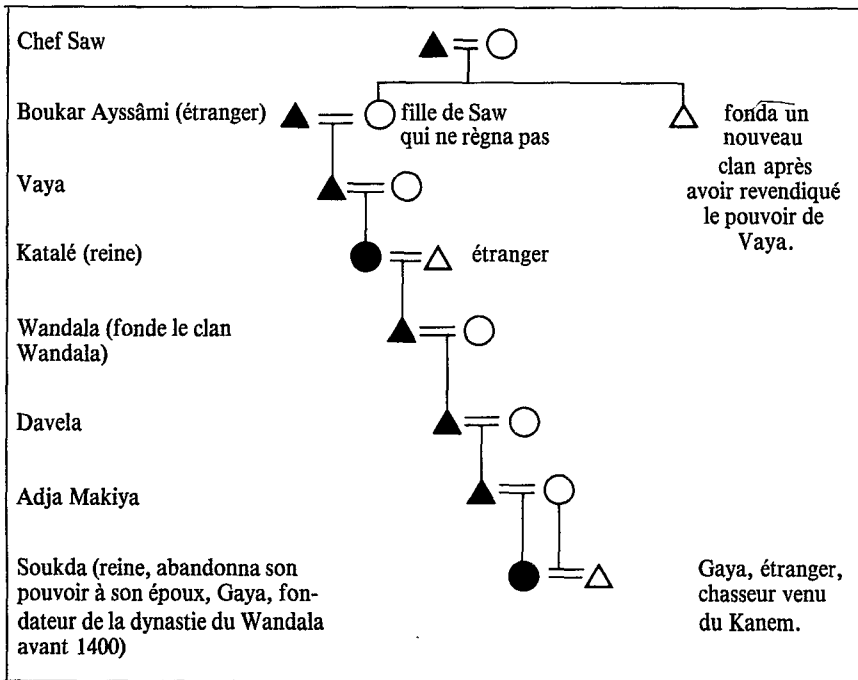 Chef Saw
Boukar Ayssâmi (étranger)
fille de Saw
qui ne règna pas
fonda un
nouveau
clan après
avoir revendiqué
le pouvoir de
Vaya.
Vaya
Katalé (reine)
étranger
Wandala (fonde le clan
Wandala)
Davela
Adja Makiya
Soukda (reine, abandonna son
pouvoir à son époux, Gaya, fon-
dateur de la dynastie du Wandala
avant 1400)
Gaya, étranger,
chasseur venu
du Kanem.